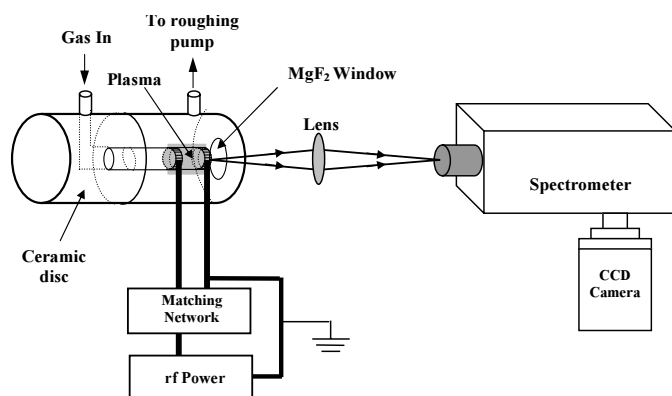 To roughing
pump
Gas In
Plasma
MgF2 Window
Lens
Spectrometer
Ceramic
disc
CCD
Camera
Matching
Network
rf Power